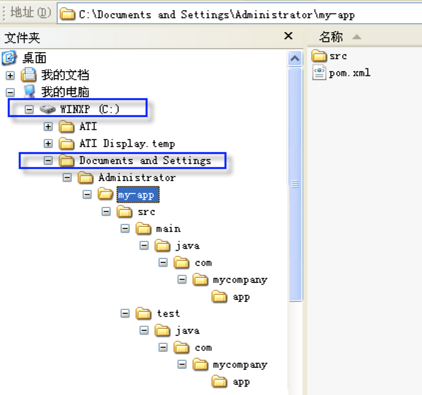 地址(D) C:\Documents and Settings\Administrator\my-app
文件夹
名称
桌面
src
我的文档
pom.xml
我的电脑
WINXP (C:)
ATI
ATI Display.temp
Documents and Settings
Administrator
my-app
src
main
java
com
mycompany
app
test
java
com
mycompany
app